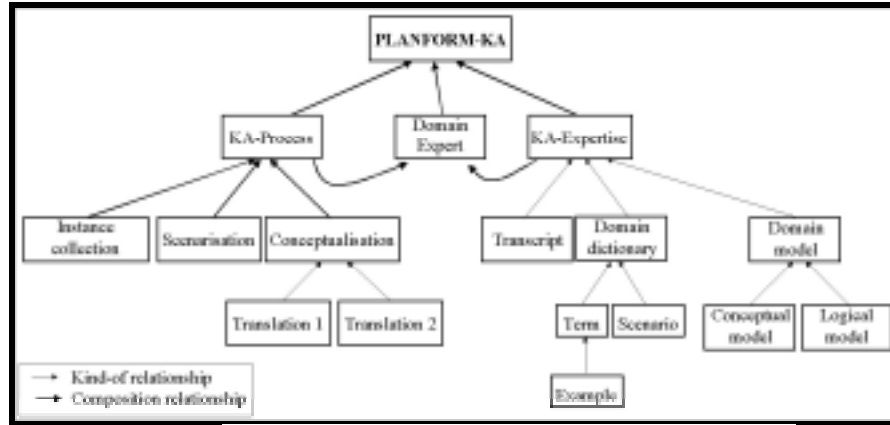 PLANFORM-KA
KA-Process
Domain
Expert
KA-Expertise
Instance
collection
Scenarisation
Conceptualisation
Transcript
Domain
dictionary
Domain
model
Translation 1
Translation 2
Term
Scenario
Conceptual
model
Logical
model
Example
Kind-of relationship
Composition relationship